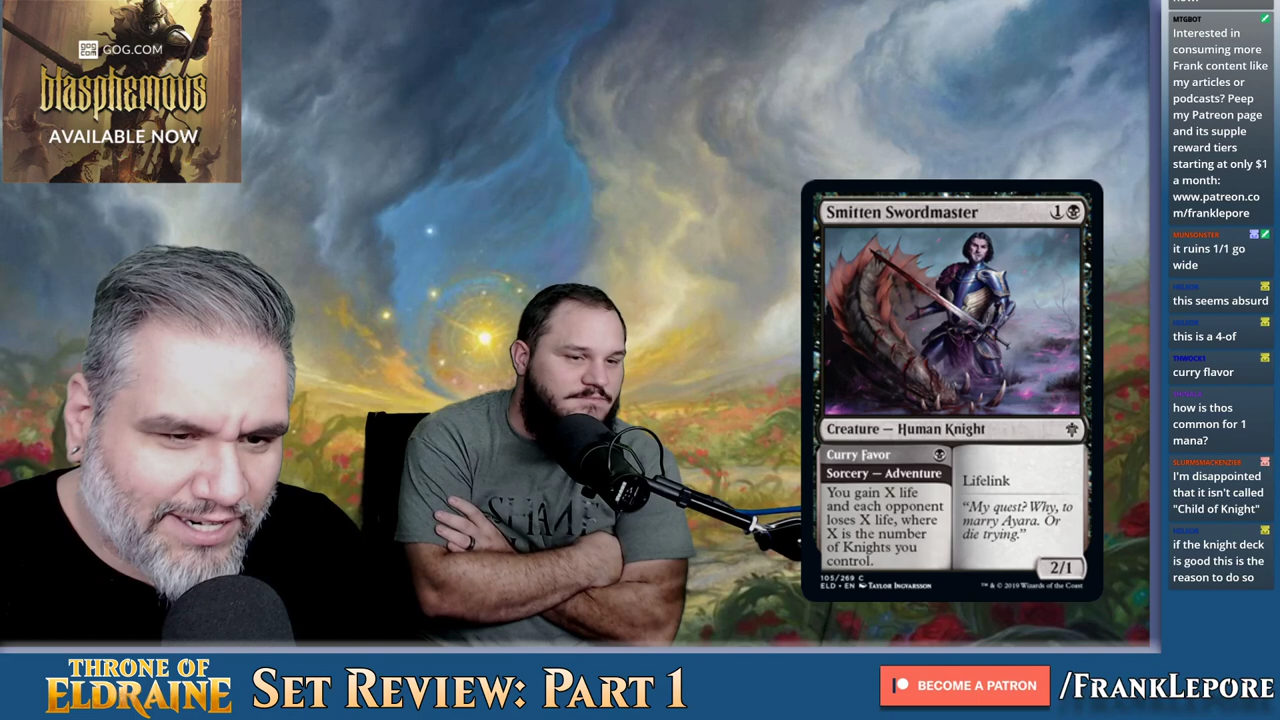 GOG.COM
blasphemous
AVAILABLE NOW
MTGBOT
Interested in
consuming more
Frank content like
my articles or
podcasts? Peep
my Patreon page
and its supple
reward tiers
starting at only $1
a month:
www.patreon.co
m/franklepore
MUNSONSTER
it ruins 1/1 go
wide
this seems absurd
this is a 4-of
THWOCK1
curry flavor
how is thos
common for 1
mana?
SLURMSMACKENZIER
I'm disappointed
that it isn't called
"Child of Knight"
if the knight deck
is good this is the
reason to do so
Smitten Swordmaster 1
Creature — Human Knight
Curry Favor
Sorcery — Adventure
You gain X life
and each opponent
loses X life, where
X is the number
of Knights you
control.
Lifelink
"My quest? Why, to
marry Ayara. Or
die trying."
2/1
105/269 C
ELD • EN TAYLOR INGVARSSON
™ & © 2019 Wizards of the Coast
THRONE OF
ELDRAINE
SET REVIEW: PART 1
BECOME A PATRON
/FRANKLEPORE